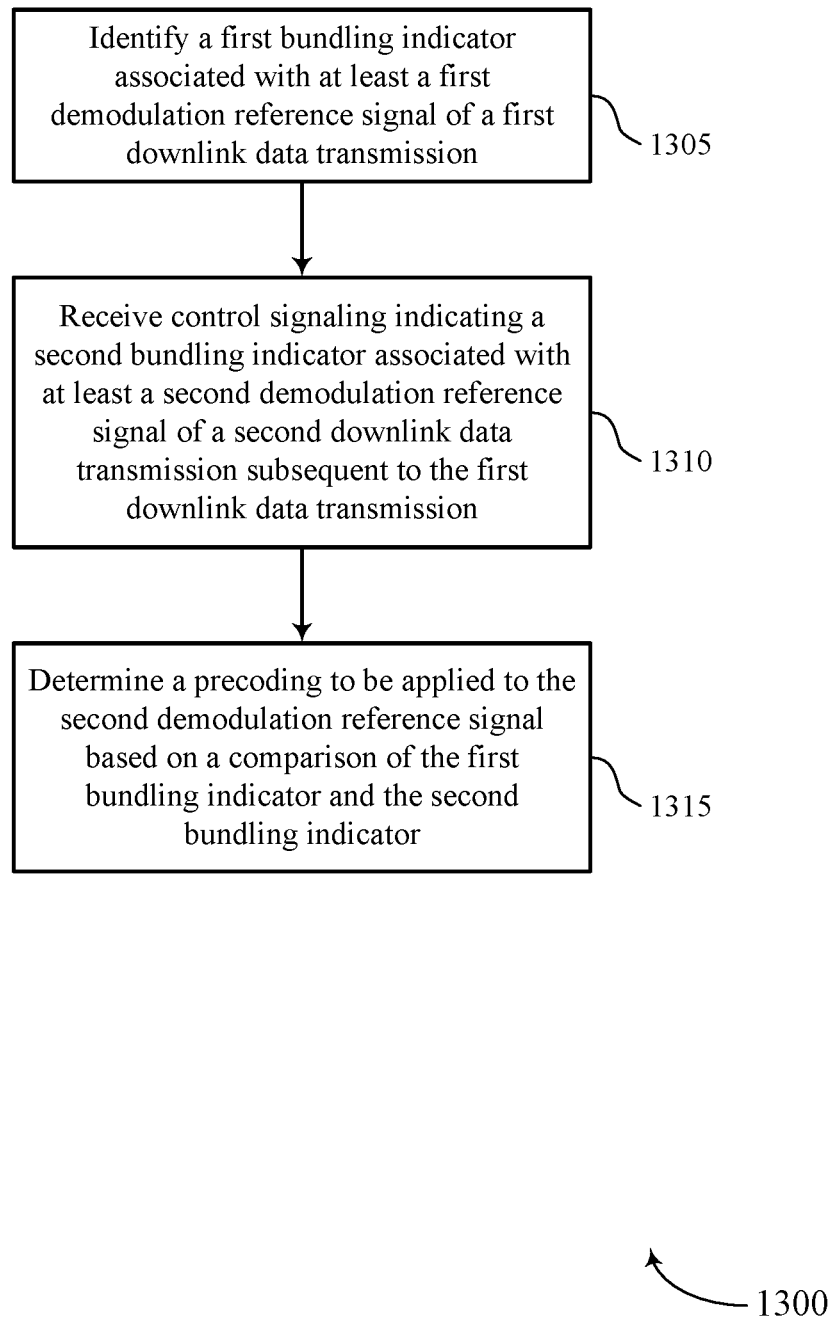 Identify a first bundling indicator
associated with at least a first
demodulation reference signal of a first
downlink data transmission
1305
Receive control signaling indicating a
second bundling indicator associated with
at least a second demodulation reference
signal of a second downlink data
transmission subsequent to the first
downlink data transmission
1310
Determine a precoding to be applied to the
second demodulation reference signal
based on a comparison of the first
bundling indicator and the second
bundling indicator
1315
1300